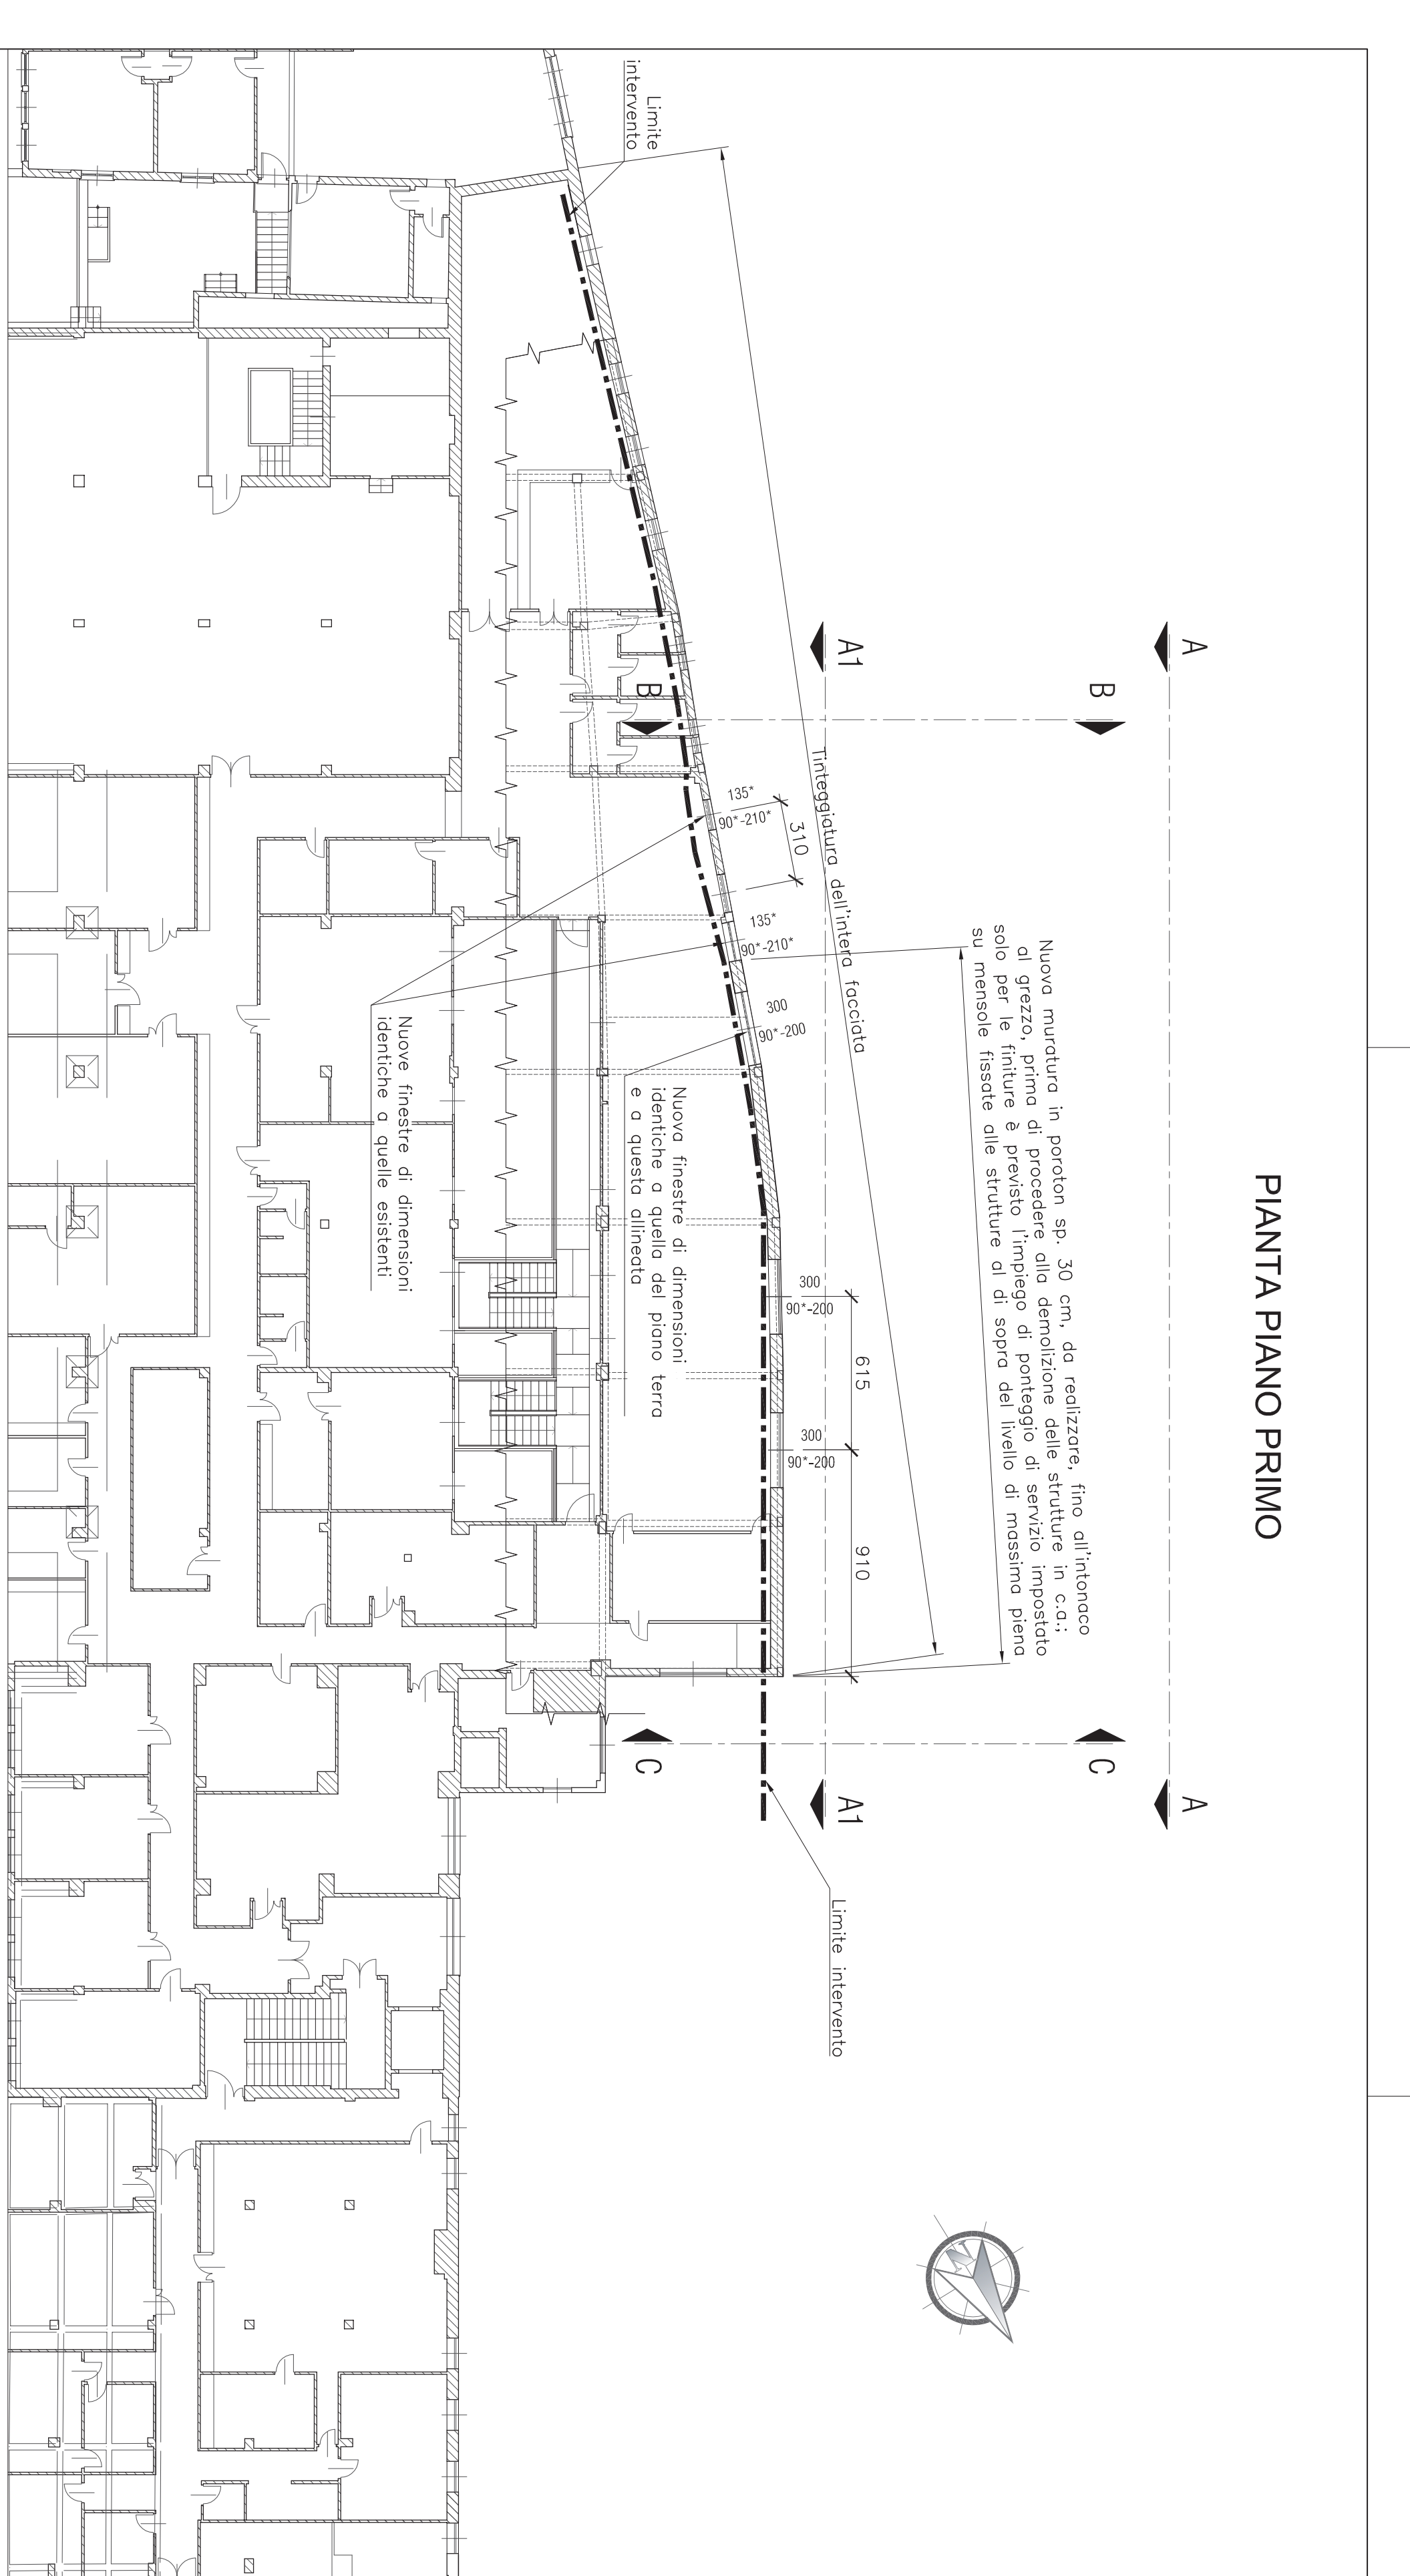 PIANTA PIANO PRIMO
A
A
B
C
A1
A1
B
C
Nuova muratura in poroton sp. 30 cm, da realizzare, fino all'intonaco
al grezzo, prima di procedere alla demolizione delle strutture in c.a.;
solo per le finiture è previsto l'impiego di ponteggio di servizio impostato
su mensole fissate alle strutture al di sopra del livello di massima piena
Tinteggiatura dell'intera facciata
310
615
910
135*
90*-210*
135*
90*-210*
300
90*-200
300
90*-200
300
90*-200
Limite
intervento
Limite intervento
Nuova finestre di dimensioni
identiche a quella del piano terra
e a questa allineata
Nuove finestre di dimensioni
identiche a quelle esistenti
N